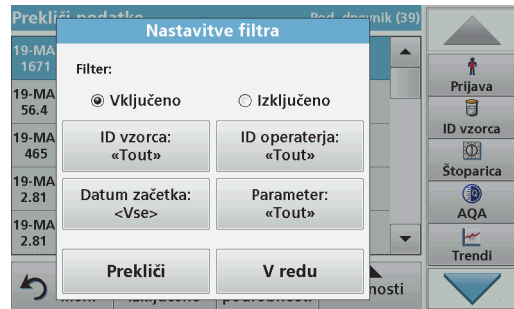 Prekliči podatke Pod. dnevnik (39)
Nastavitve filtra
19-MA
1671
19-MA
56.4
19-MA
465
19-MA
2.81
19-MA
2.81
Filter:
Vključeno
Izključeno
ID vzorca:
«Tout»
ID operaterja:
«Tout»
Datum začetka:
<Vse>
Parameter:
«Tout»
Prekliči
V redu
nosti
Prijava
ID vzorca
Štoparica
AQA
Trendi